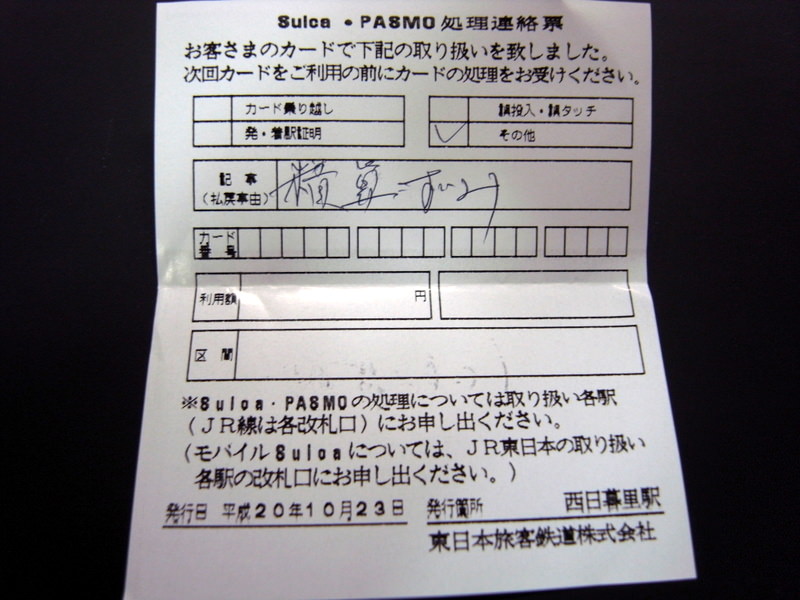 Suica・PASMO処理連絡票
お客さまのカードで下記の取り扱いを致しました。
次回カードをご利用の前にカードの処理をお受けください。
カード乗り越し
誤投入・誤タッチ
発・着駅証明
✓ その他
記事
(払戻事由)
精算ずみ
カード
番号
利用額 円
区間
※Suica・PASMOの処理については取り扱い各駅
(JR線は各改札口)にお申し出ください。
(モバイルSuicaについては、JR東日本の取り扱い
各駅の改札口にお申し出ください。)
発行日 平成20年10月23日
発行箇所 西日暮里駅
東日本旅客鉄道株式会社